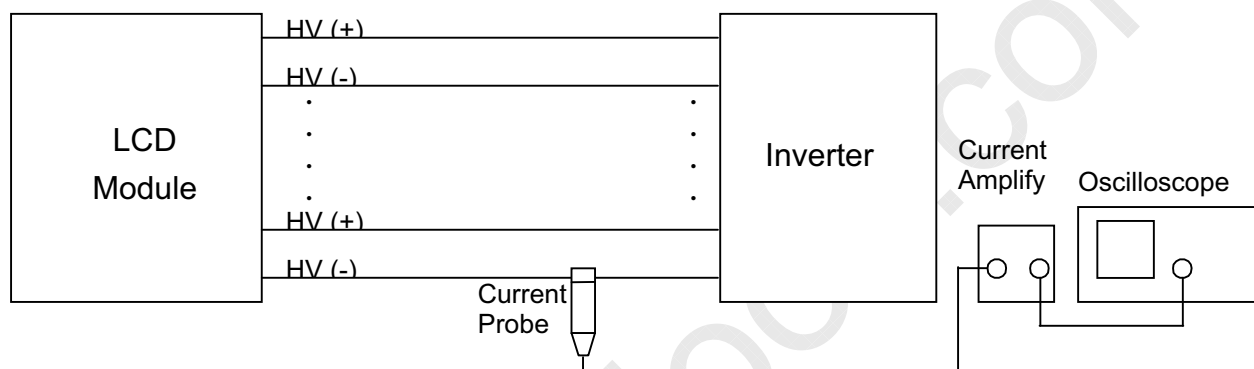 HV (+)
HV (-)
LCD
Module
Inverter
Current
Amplify
Oscilloscope
HV (+)
HV (-)
Current
Probe